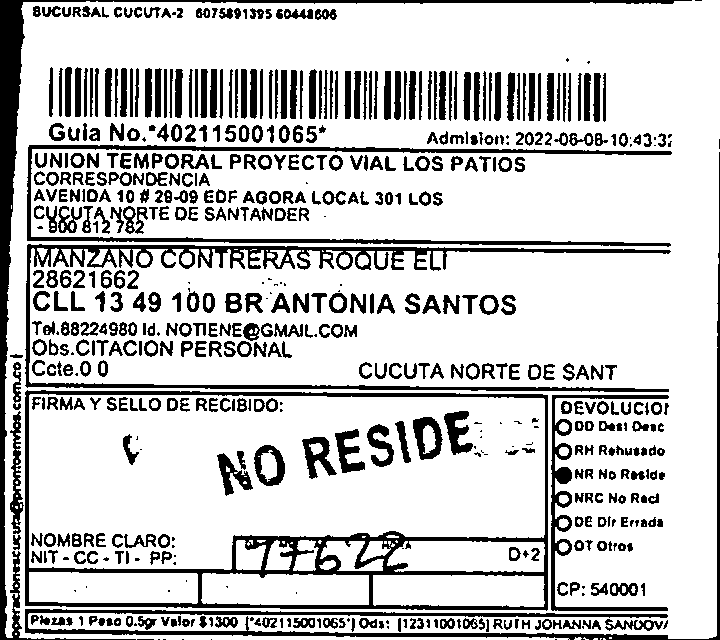 SUCURSAL CUCUTA-2 6075891395 60448606
Guia No.*402115001065*
Admision: 2022-06-08-10:43:32
UNION TEMPORAL PROYECTO VIAL LOS PATIOS
CORRESPONDENCIA
AVENIDA 10 # 29-09 EDF AGORA LOCAL 301 LOS
CUCUTA NORTE DE SANTANDER
- 900 812 782
MANZANO CONTRERAS ROQUE ELI
28621662
CLL 13 49 100 BR ANTONIA SANTOS
Tel.88224980 Id. NOTIENE@GMAIL.COM
Obs.CITACION PERSONAL
Ccte.0 0 CUCUTA NORTE DE SANT
FIRMA Y SELLO DE RECIBIDO:
NO RESIDE
NOMBRE CLARO:
NIT - CC - TI - PP:
77622
D+2
DEVOLUCION
DD Dest Desc
RH Rehusado
NR No Reside
NRC No Recl
DE Dir Errada
OT Otros
CP: 540001
Piezas 1 Peso 0.5gr Valor $1300 [*402115001065*] Ods: [12311001065] RUTH JOHANNA SANDOVA
operacionescucuta@prontoenvios.com.co